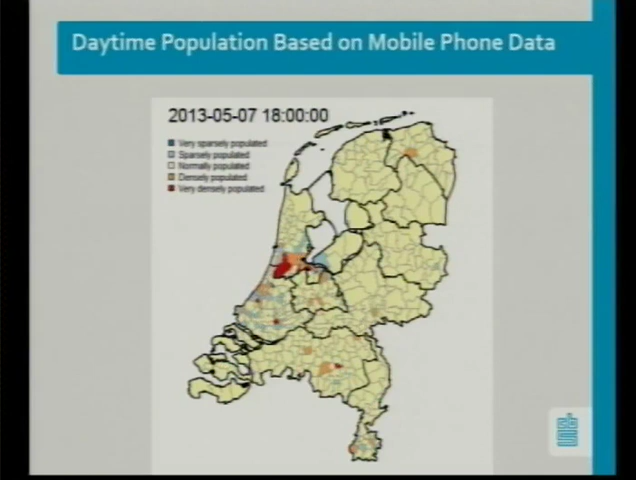 Daytime Population Based on Mobile Phone Data
2013-05-07 18:00:00
Very sparsely populated
Sparsely populated
Normally populated
Densely populated
Very densely populated